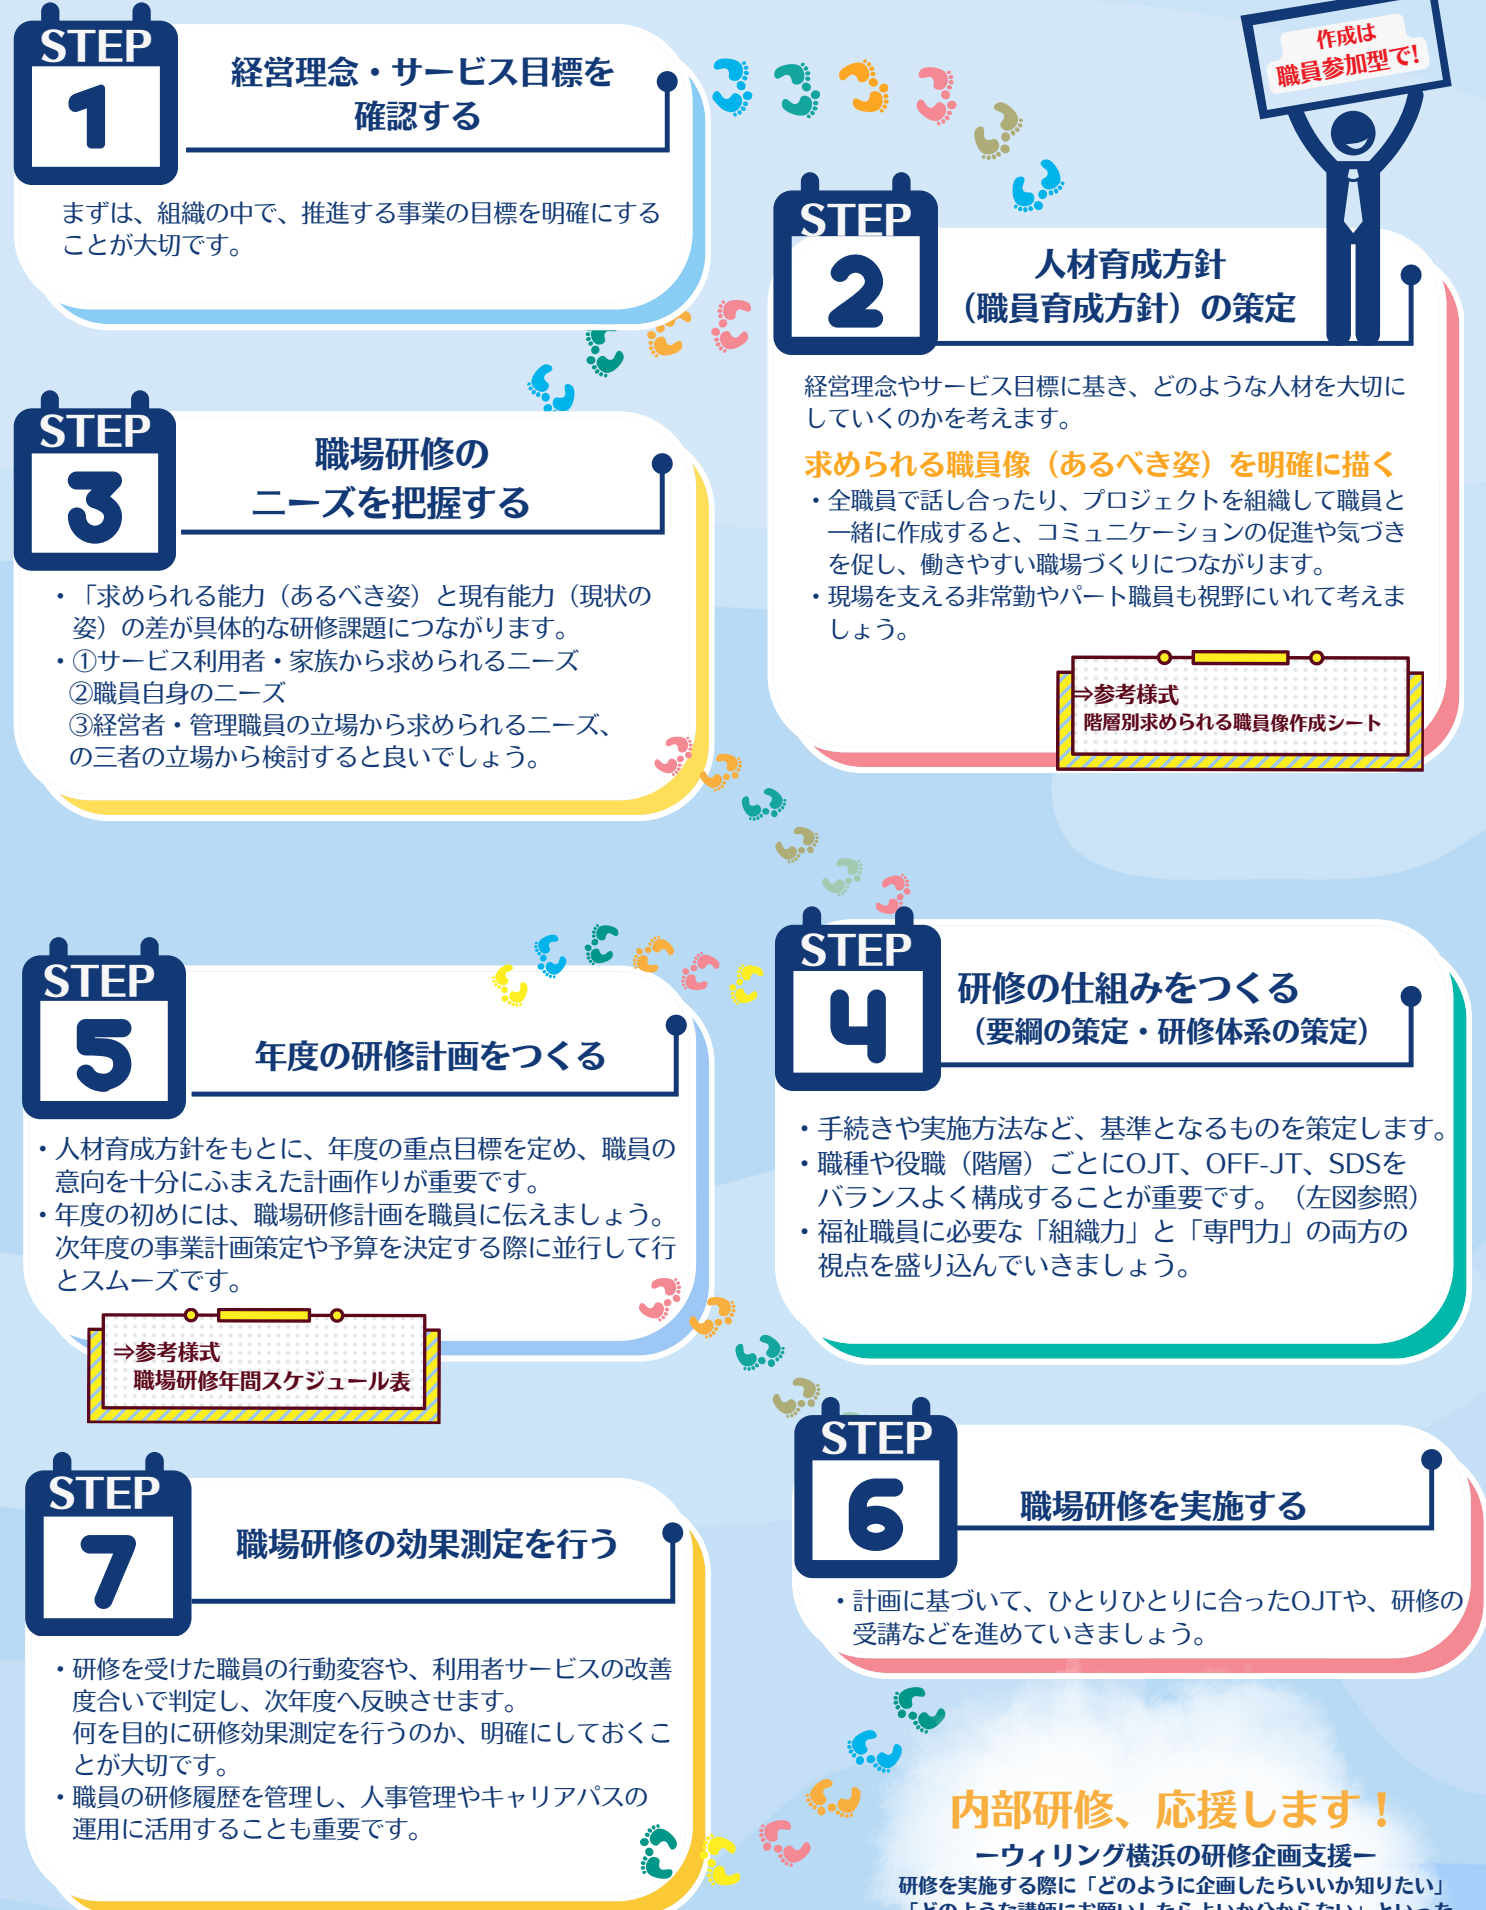 STEP
1
経営理念・サービス目標を
確認する
まずは、組織の中で、推進する事業の目標を明確にする
ことが大切です。
作成は
職員参加型で!
STEP
2
人材育成方針
（職員育成方針）の策定
経営理念やサービス目標に基き、どのような人材を大切に
していくのかを考えます。
求められる職員像（あるべき姿）を明確に描く
・全職員で話し合ったり、プロジェクトを組織して職員と
一緒に作成すると、コミュニケーションの促進や気づき
を促し、働きやすい職場づくりにつながります。
・現場を支える非常勤やパート職員も視野にいれて考えま
しょう。
⇒参考様式
階層別求められる職員像作成シート
STEP
3
職場研修の
ニーズを把握する
・「求められる能力（あるべき姿）と現有能力（現状の
姿）の差が具体的な研修課題につながります。
・①サービス利用者・家族から求められるニーズ
②職員自身のニーズ
③経営者・管理職員の立場から求められるニーズ、
の三者の立場から検討すると良いでしょう。
STEP
4
研修の仕組みをつくる
（要綱の策定・研修体系の策定）
・手続きや実施方法など、基準となるものを策定します。
・職種や役職（階層）ごとにOJT、OFF-JT、SDSを
バランスよく構成することが重要です。（左図参照）
・福祉職員に必要な「組織力」と「専門力」の両方の
視点を盛り込んでいきましょう。
STEP
5
年度の研修計画をつくる
・人材育成方針をもとに、年度の重点目標を定め、職員の
意向を十分にふまえた計画作りが重要です。
・年度の初めには、職場研修計画を職員に伝えましょう。
次年度の事業計画策定や予算を決定する際に並行して行
とスムーズです。
⇒参考様式
職場研修年間スケジュール表
STEP
6
職場研修を実施する
・計画に基づいて、ひとりひとりに合ったOJTや、研修の
受講などを進めていきましょう。
STEP
7
職場研修の効果測定を行う
・研修を受けた職員の行動変容や、利用者サービスの改善
度合いで判定し、次年度へ反映させます。
何を目的に研修効果測定を行うのか、明確にしておくこ
とが大切です。
・職員の研修履歴を管理し、人事管理やキャリアパスの
運用に活用することも重要です。
内部研修、応援します！
ーウィリング横浜の研修企画支援ー
研修を実施する際に「どのように企画したらいいか知りたい」
「どのような講師にお願いしたらよいか分からない」といった